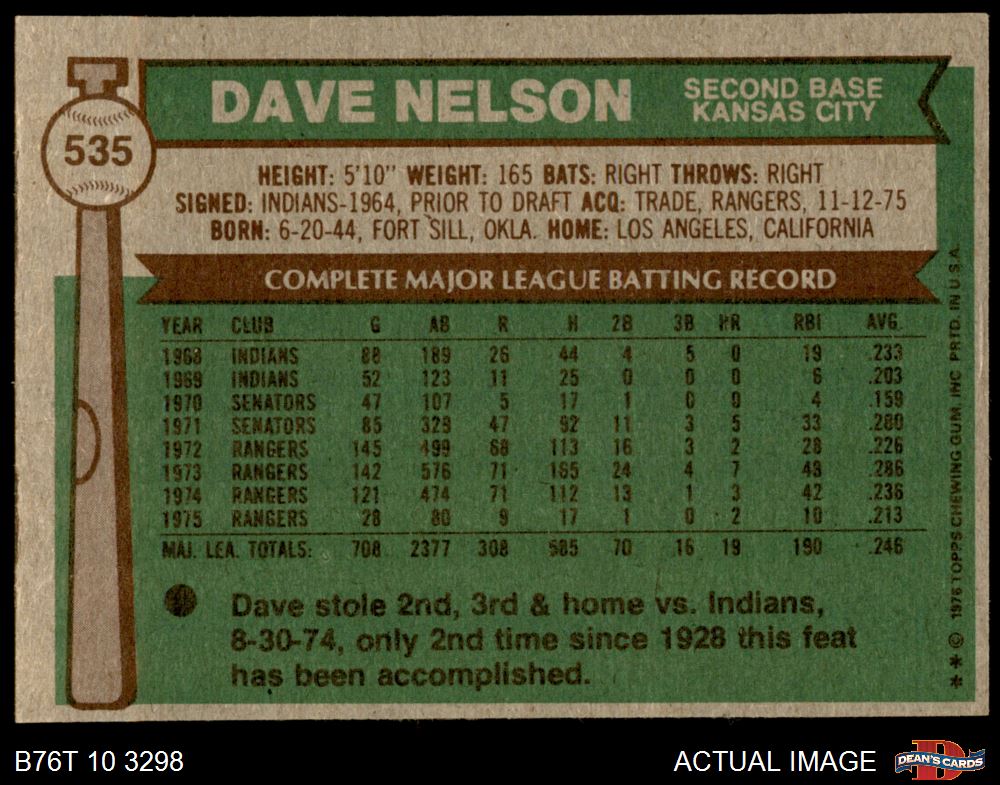 T
535
DAVE NELSON
SECOND BASE
KANSAS CITY
HEIGHT: 5'10" WEIGHT: 165 BATS: RIGHT THROWS: RIGHT
SIGNED: INDIANS-1964, PRIOR TO DRAFT ACQ: TRADE, RANGERS, 11-12-75
BORN: 6-20-44, FORT SILL, OKLA. HOME: LOS ANGELES, CALIFORNIA
COMPLETE MAJOR LEAGUE BATTING RECORD
YEAR CLUB G AB R H 2B 3B HR RBI AVG.
1968 INDIANS 88 189 26 44 4 5 0 19 .233
1969 INDIANS 52 123 11 25 0 0 0 6 .203
1970 SENATORS 47 107 5 17 1 0 0 4 .159
1971 SENATORS 85 329 47 92 11 3 5 33 .280
1972 RANGERS 145 499 68 113 16 3 2 28 .226
1973 RANGERS 142 576 71 165 24 4 7 48 .286
1974 RANGERS 121 474 71 112 13 1 3 42 .236
1975 RANGERS 28 80 9 17 1 0 2 10 .213
MAJ. LEA. TOTALS: 708 2377 308 585 70 16 19 190 .246
Dave stole 2nd, 3rd & home vs. Indians,
8-30-74, only 2nd time since 1928 this feat
has been accomplished.
** © 1976 TOPPS CHEWING GUM, INC. PRTD. IN U.S.A.
B76T 10 3298
ACTUAL IMAGE
D
DEAN'S CARDS